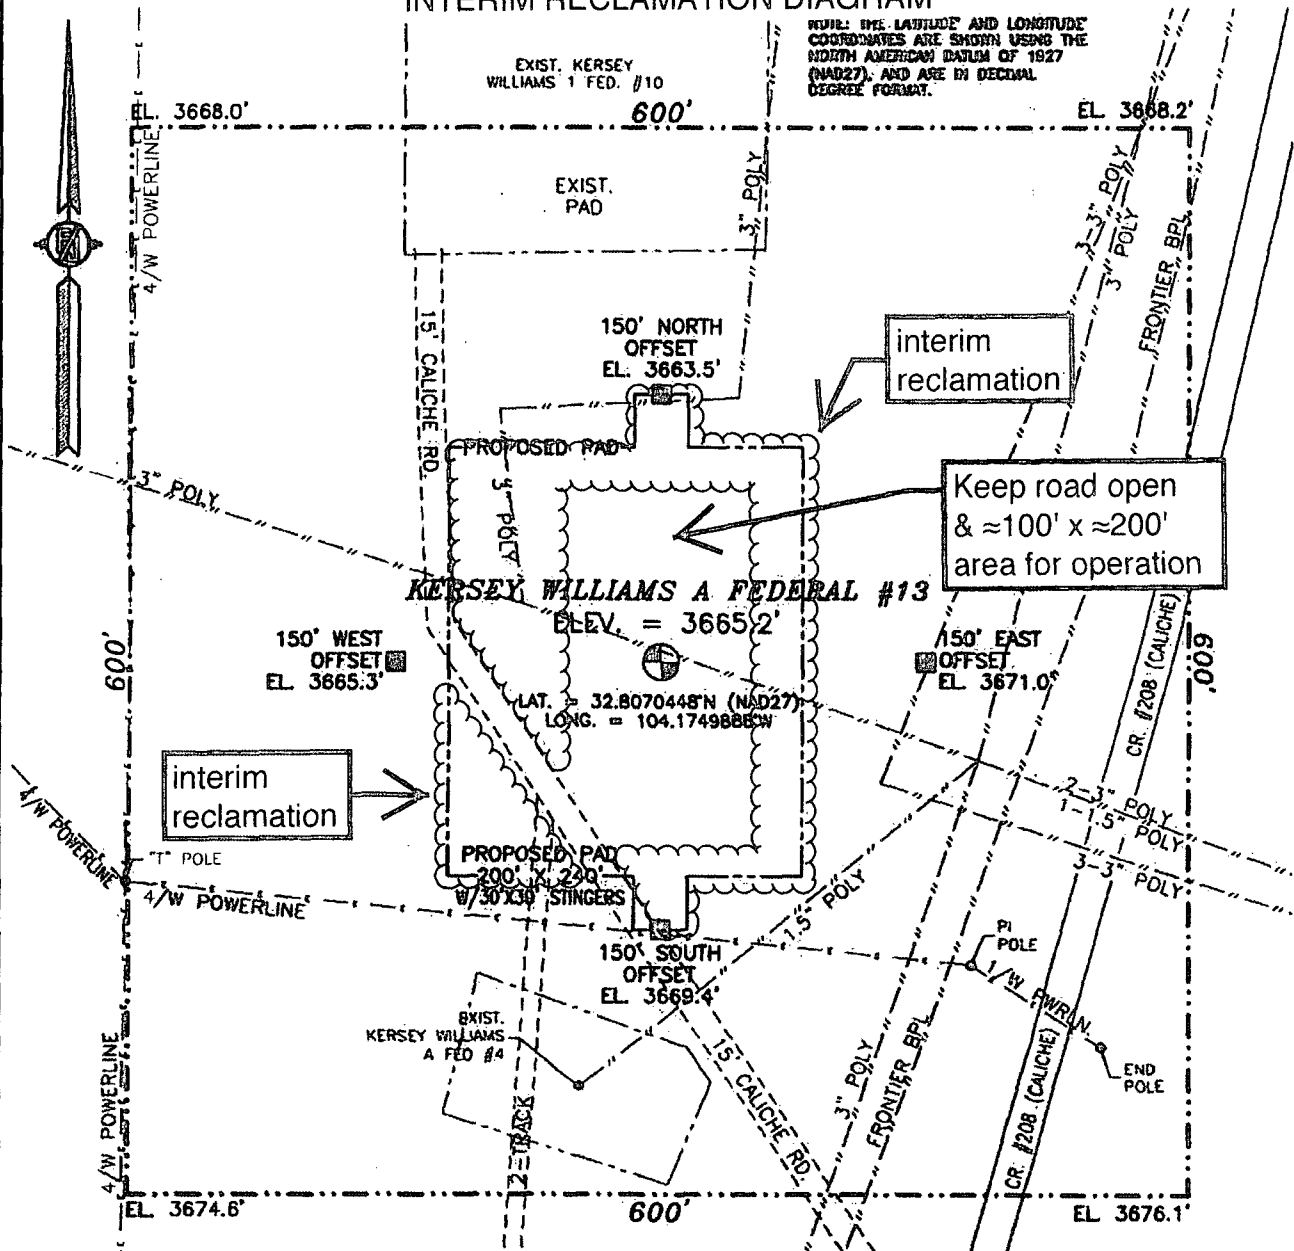 INTERIM RECLAMATION DIAGRAM
NOTE: THE LATITUDE AND LONGITUDE
COORDINATES ARE SHOWN USING THE
NORTH AMERICAN DATUM OF 1927
(NAD27), AND ARE IN DECIMAL
DEGREE FORMAT.
EXIST. KERSEY
WILLIAMS 1 FED. #10
EL. 3668.0'
600'
EL. 3668.2'
4/W POWERLINE
EXIST.
PAD
3" POLY
3-3" POLY
3" POLY
FRONTIER BPL
15' CALICHE RD.
150' NORTH
OFFSET
EL. 3663.5'
interim
reclamation
PROPOSED PAD
3" POLY
3" POLY
Keep road open
& ≈100' x ≈200'
area for operation
KERSEY WILLIAMS A FEDERAL #13
ELEV. = 3665.2'
600'
150' WEST
OFFSET
EL. 3665.3'
150' EAST
OFFSET
EL. 3671.0'
CR. #208 (CALICHE)
600'
LAT. = 32.8070448°N (NAD27)
LONG. = 104.1749888°W
interim
reclamation
2-3" POLY
1-.5" POLY
3-3" POLY
4/W POWERLINE
"T" POLE
4/W POWERLINE
PROPOSED PAD
200' X 240'
W/30'X30' STINGERS
1.5" POLY
PI
POLE
150' SOUTH
OFFSET
EL. 3669.4'
1/W PWRLN.
EXIST.
KERSEY WILLIAMS
A FED #4
END
POLE
4/W POWERLINE
2-TRACK
15' CALICHE RD.
3" POLY
FRONTIER BPL
CR. #208 (CALICHE)
EL. 3674.6'
600'
EL. 3676.1'